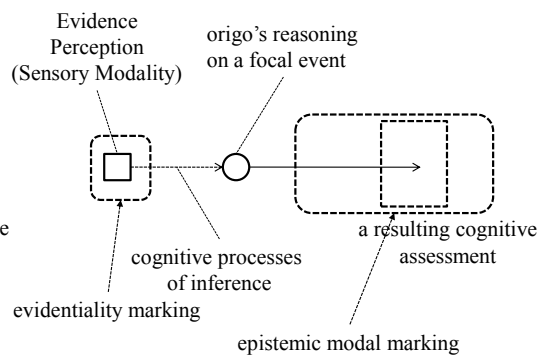 Evidence
Perception
(Sensory Modality)
origo's reasoning
on a focal event
e
a resulting cognitive
assessment
cognitive processes
of inference
evidentiality marking
epistemic modal marking